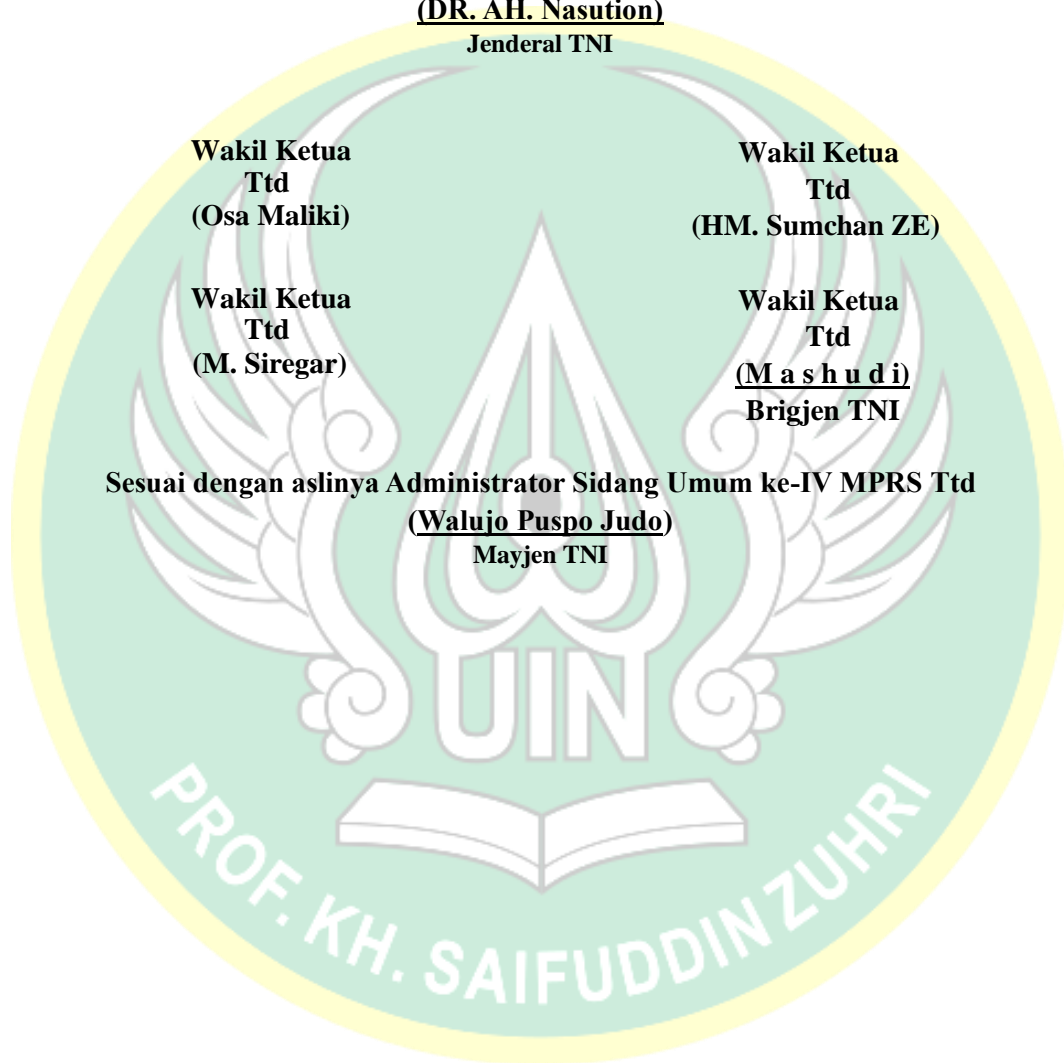 (DR. AH. Nasution)
Jenderal TNI
Wakil Ketua
Ttd
(Osa Maliki)
Wakil Ketua
Ttd
(HM. Sumchan ZE)
Wakil Ketua
Ttd
(M. Siregar)
Wakil Ketua
Ttd
(M a s h u d i)
Brigjen TNI
Sesuai dengan aslinya Administrator Sidang Umum ke-IV MPRS Ttd
(Walujo Puspo Judo)
Mayjen TNI
UIN
PROF. KH. SAIFUDDIN ZUHRI